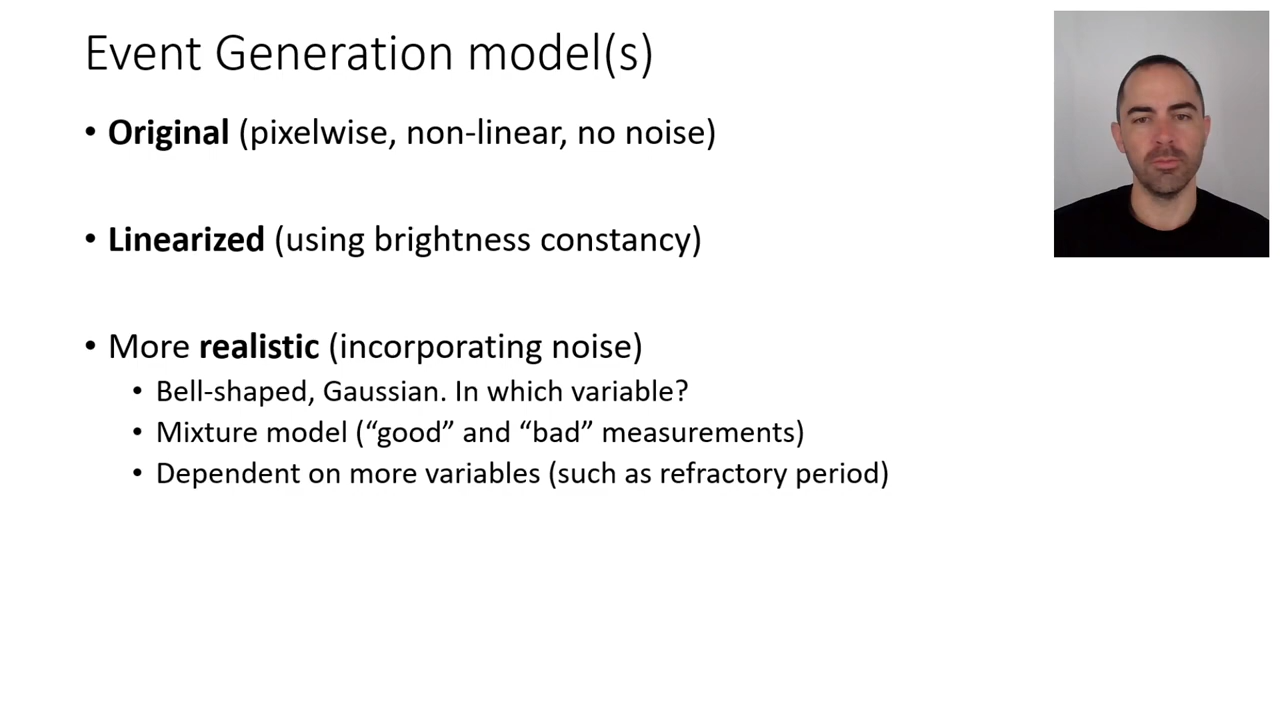 Event Generation model(s)
• Original (pixelwise, non-linear, no noise)
• Linearized (using brightness constancy)
• More realistic (incorporating noise)
• Bell-shaped, Gaussian. In which variable?
• Mixture model (“good” and “bad” measurements)
• Dependent on more variables (such as refractory period)